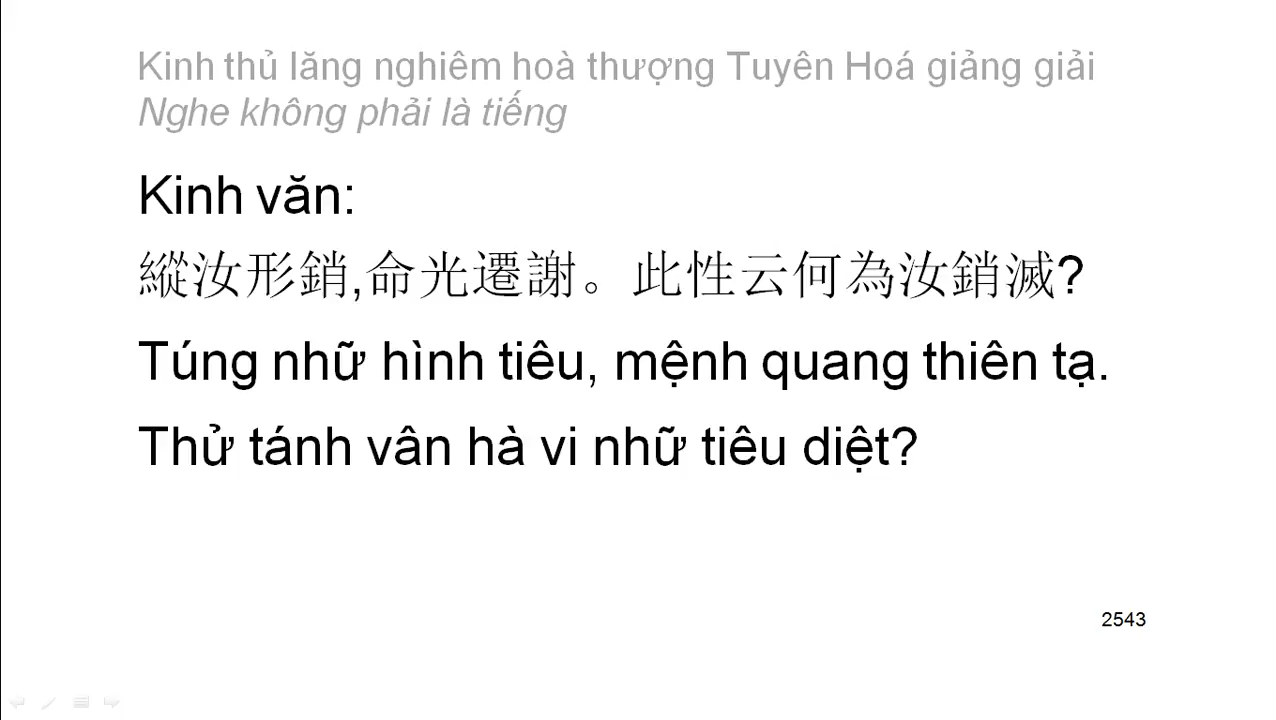 Kinh thủ lăng nghiêm hoà thượng Tuyên Hoá giảng giải
Nghe không phải là tiếng
Kinh văn:
縱汝形銷,命光遷謝。此性云何為汝銷滅?
Túng nhữ hình tiêu, mệnh quang thiên tạ.
Thử tánh vân hà vi nhữ tiêu diệt?
2543